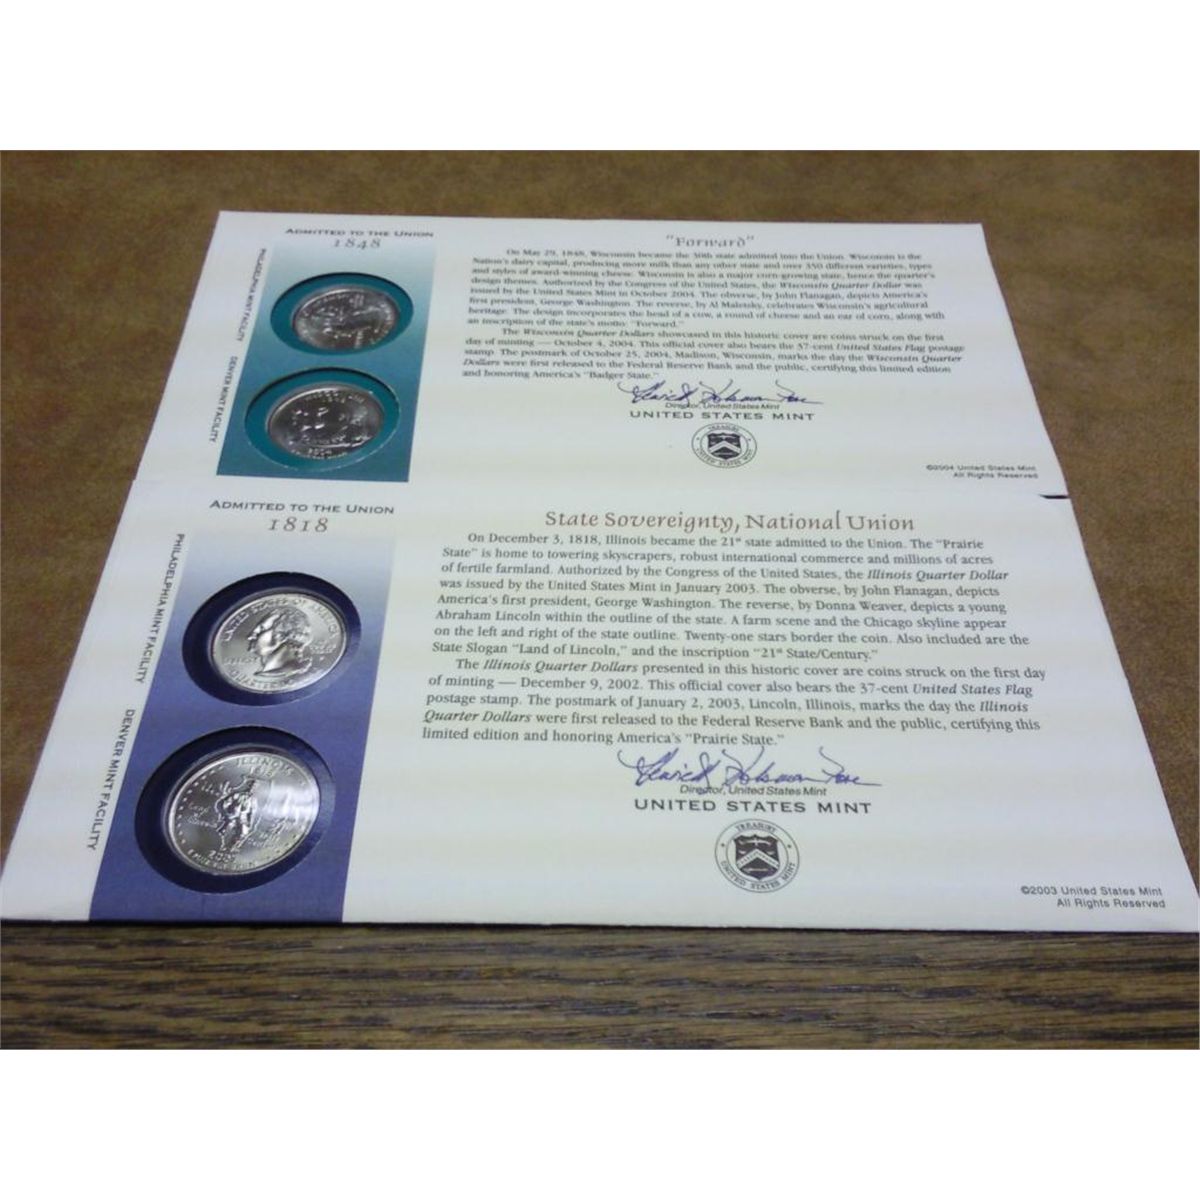 ADMITTED TO THE UNION
1848
PHILADELPHIA MINT FACILITY
DENVER MINT FACILITY
"Forward"
On May 29, 1848, Wisconsin became the 30th state admitted into the Union. Wisconsin is the
Nation's dairy capital, producing more milk than any other state and over 350 different varieties, types
and styles of award-winning cheese. Wisconsin is also a major corn-growing state, hence the quarter's
design themes. Authorized by the Congress of the United States, the Wisconsin Quarter Dollar was
issued by the United States Mint in October 2004. The obverse, by John Flanagan, depicts America's
first president, George Washington. The reverse, by Al Maletsky, celebrates Wisconsin's agricultural
heritage. The design incorporates the head of a cow, a round of cheese and an ear of corn, along with
an inscription of the state's motto: "Forward."
The Wisconsin Quarter Dollars showcased in this historic cover are coins struck on the first
day of minting — October 4, 2004. This official cover also bears the 37-cent United States Flag postage
stamp. The postmark of October 25, 2004, Madison, Wisconsin, marks the day the Wisconsin Quarter
Dollars were first released to the Federal Reserve Bank and the public, certifying this limited edition
and honoring America's "Badger State."
Director, United States Mint
UNITED STATES MINT
TREASURY
UNITED STATES MINT
©2004 United States Mint
All Rights Reserved
2004
ADMITTED TO THE UNION
1818
PHILADELPHIA MINT FACILITY
DENVER MINT FACILITY
UNITED STATES OF AMERICA
LIBERTY
QUARTER
ILLINOIS
1818
Land of Lincoln
State Sovereignty, National Union
On December 3, 1818, Illinois became the 21st state admitted to the Union. The "Prairie
State" is home to towering skyscrapers, robust international commerce and millions of acres
of fertile farmland. Authorized by the Congress of the United States, the Illinois Quarter Dollar
was issued by the United States Mint in January 2003. The obverse, by John Flanagan, depicts
America's first president, George Washington. The reverse, by Donna Weaver, depicts a young
Abraham Lincoln within the outline of the state. A farm scene and the Chicago skyline appear
on the left and right of the state outline. Twenty-one stars border the coin. Also included are the
State Slogan "Land of Lincoln," and the inscription "21st State/Century."
The Illinois Quarter Dollars presented in this historic cover are coins struck on the first day
of minting — December 9, 2002. This official cover also bears the 37-cent United States Flag
postage stamp. The postmark of January 2, 2003, Lincoln, Illinois, marks the day the Illinois
Quarter Dollars were first released to the Federal Reserve Bank and the public, certifying this
limited edition and honoring America's "Prairie State."
Director, United States Mint
UNITED STATES MINT
TREASURY
UNITED STATES MINT
©2003 United States Mint
All Rights Reserved